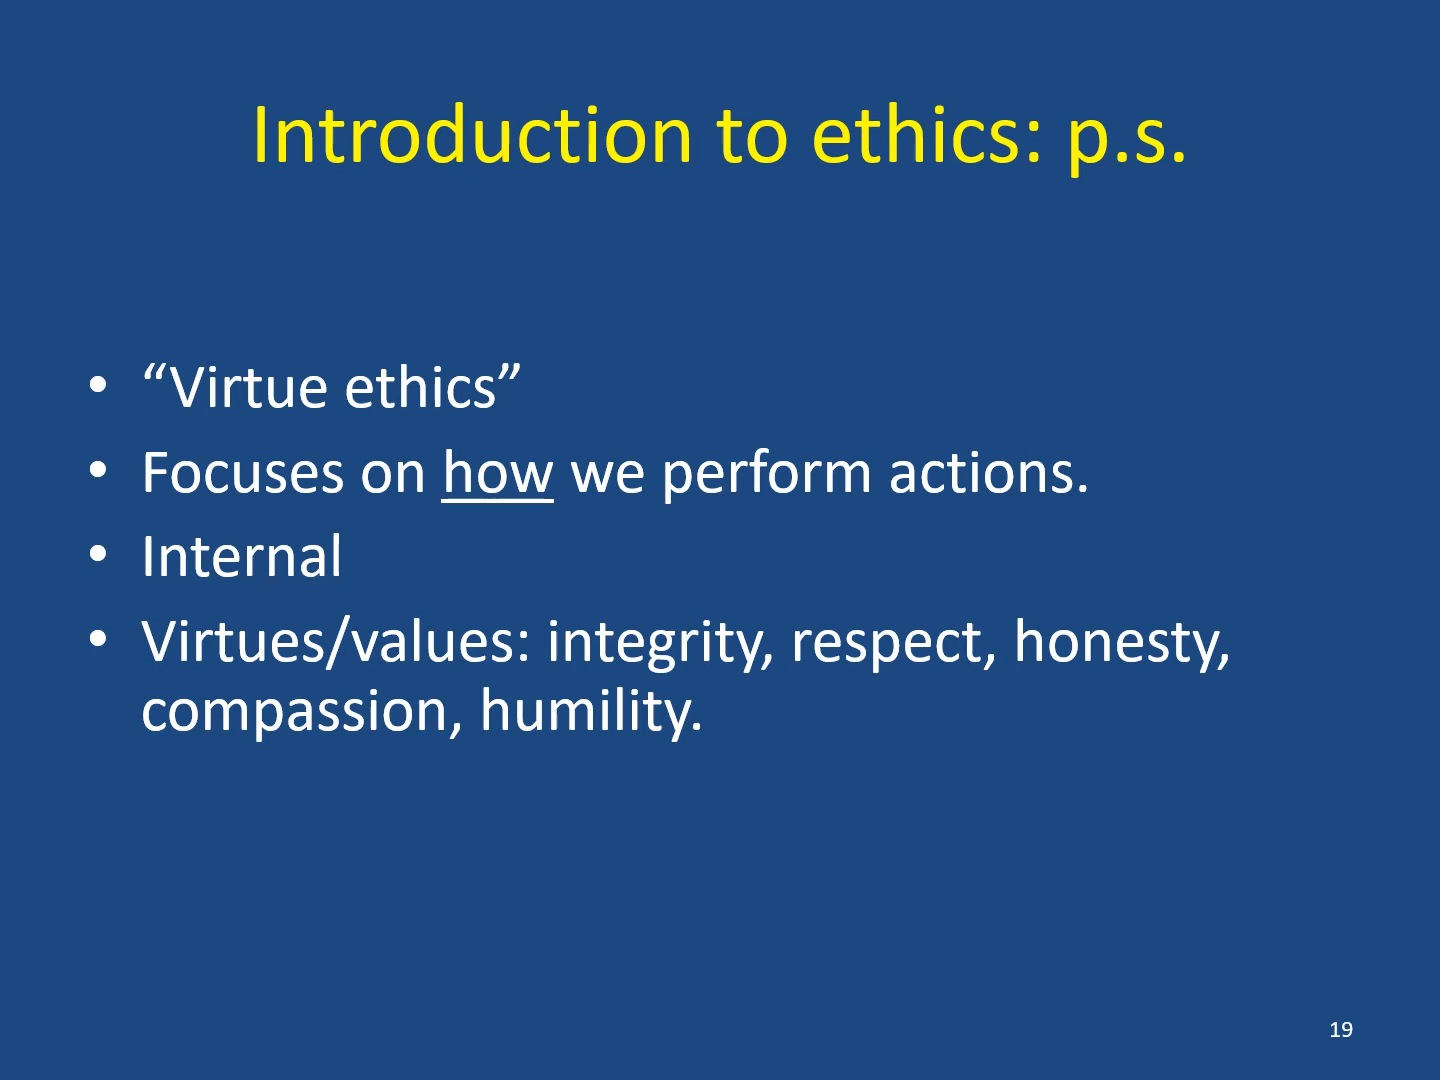 Introduction to ethics: p.s.
• “Virtue ethics”
• Focuses on how we perform actions.
• Internal
• Virtues/values: integrity, respect, honesty,
compassion, humility.
19